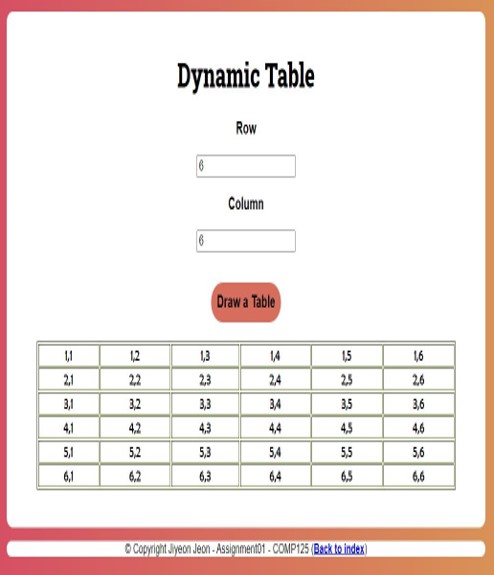 Dynamic Table
Row
6
Column
6
Draw a Table
1,1 1,2 1,3 1,4 1,5 1,6
2,1 2,2 2,3 2,4 2,5 2,6
3,1 3,2 3,3 3,4 3,5 3,6
4,1 4,2 4,3 4,4 4,5 4,6
5,1 5,2 5,3 5,4 5,5 5,6
6,1 6,2 6,3 6,4 6,5 6,6
© Copyright Jiyeon Jeon - Assignment01 - COMP125 (Back to index)